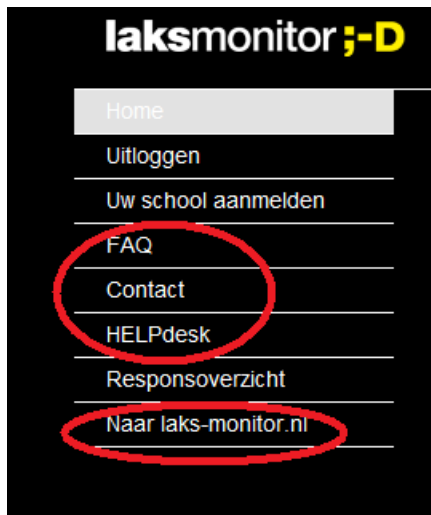 laksmonitor ;-D
Home
Uitloggen
Uw school aanmelden
FAQ
Contact
HELPdesk
Responsoverzicht
Naar laks-monitor.nl